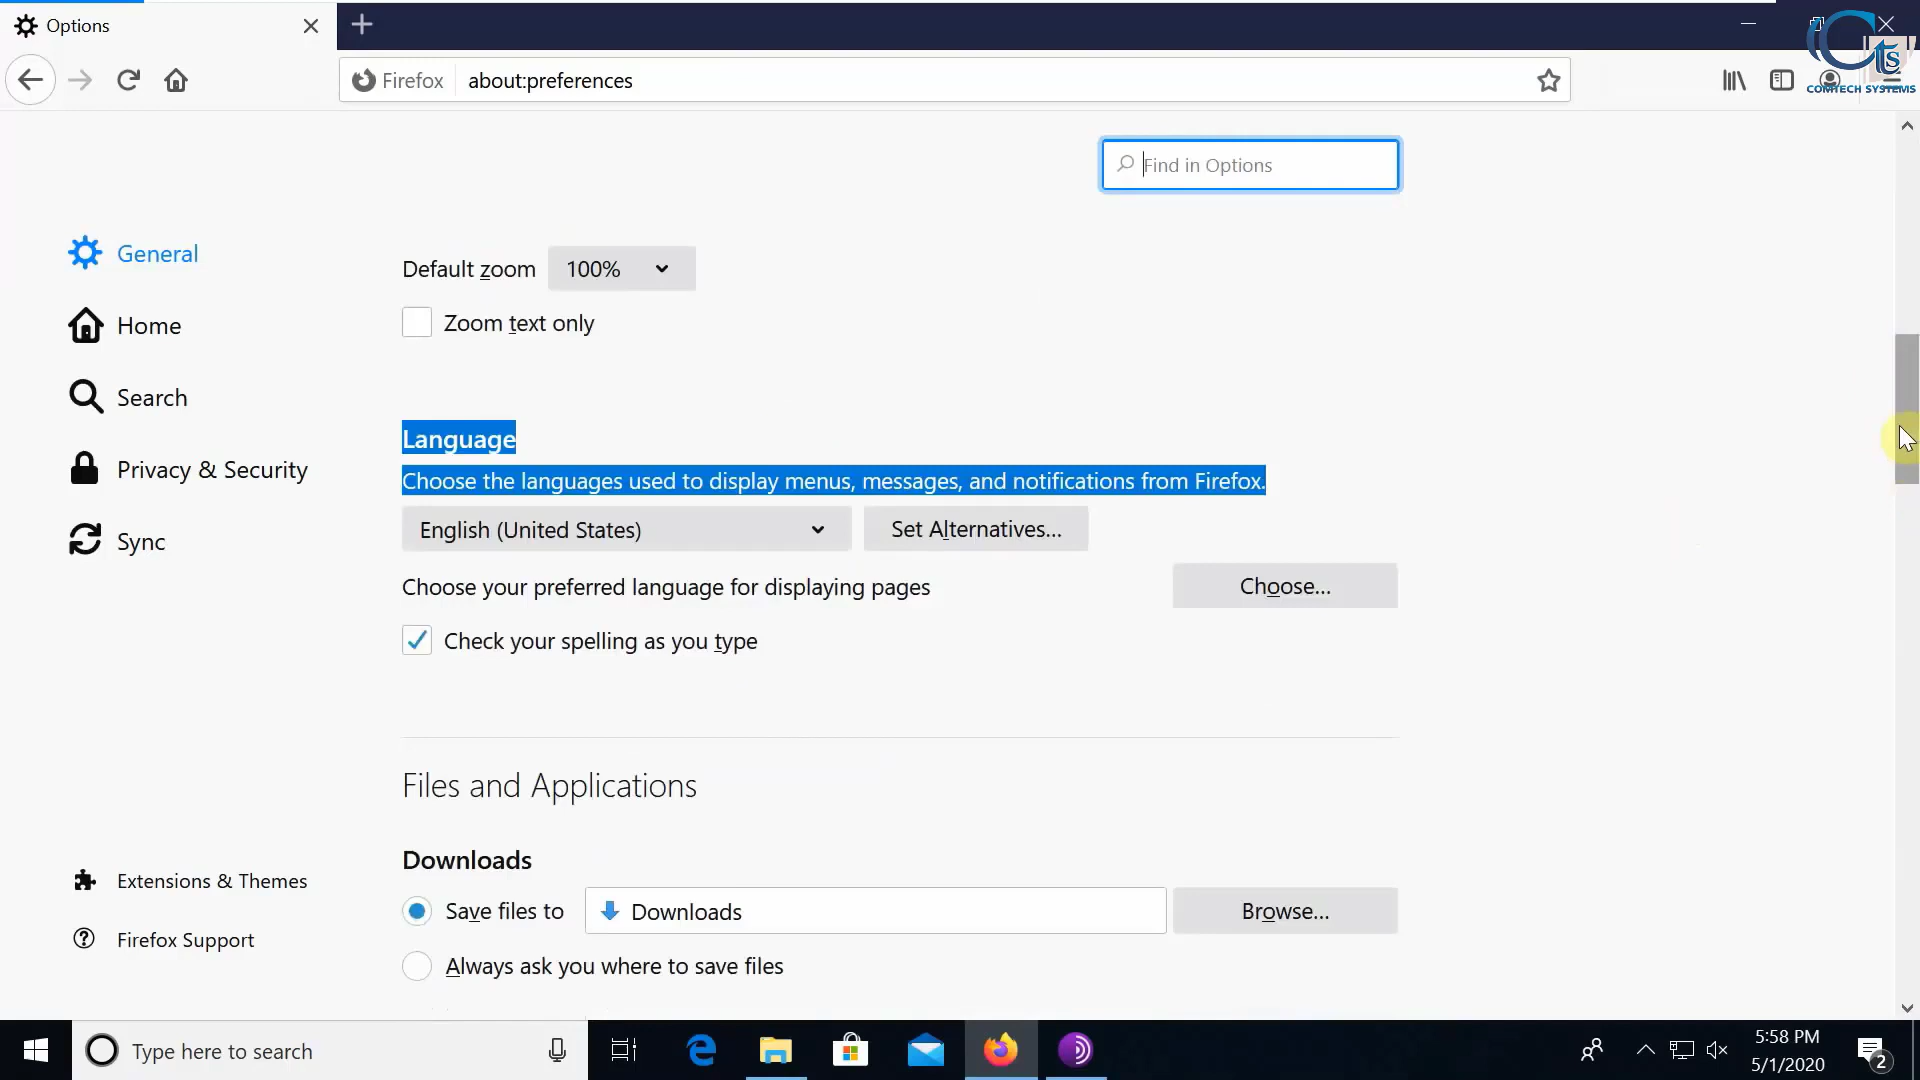 Options
Firefox
about:preferences
COMTECH SYSTEMS
Find in Options
General
Home
Search
Privacy & Security
Sync
Extensions & Themes
Firefox Support
Default zoom
100%
Zoom text only
Language
Choose the languages used to display menus, messages, and notifications from Firefox.
English (United States)
Set Alternatives...
Choose your preferred language for displaying pages
Choose...
Check your spelling as you type
Files and Applications
Downloads
Save files to
Downloads
Browse...
Always ask you where to save files
Type here to search
5:58 PM
5/1/2020
2